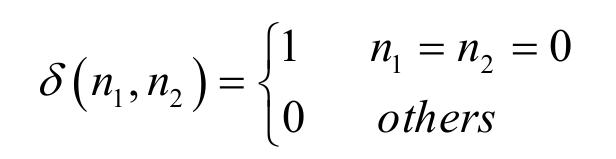 δ(n₁, n₂) = { 1  n₁ = n₂ = 0
0  others